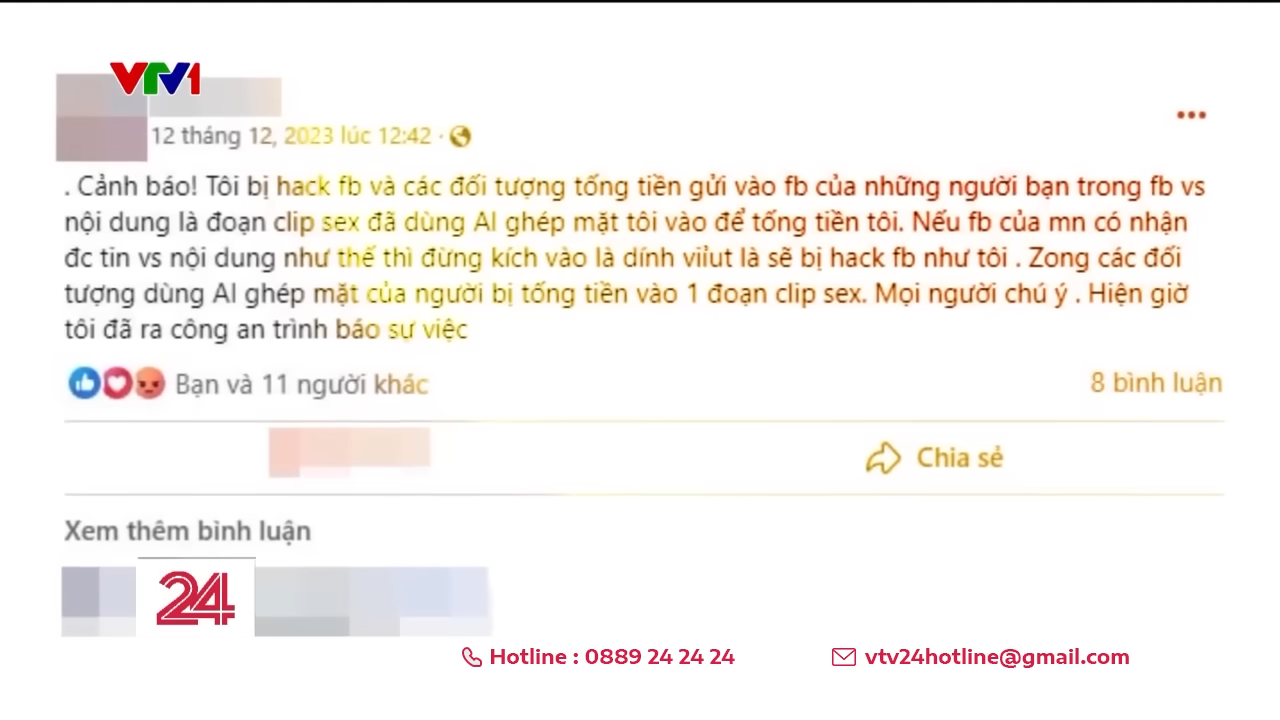 VTV1
12 tháng 12, 2023 lúc 12:42 ·
. Cảnh báo! Tôi bị hack fb và các đối tượng tống tiền gửi vào fb của những người bạn trong fb vs
nội dung là đoạn clip sex đã dùng AI ghép mặt tôi vào để tống tiền tôi. Nếu fb của mn có nhận
đc tin vs nội dung như thế thì đừng kích vào là dính viiut là sẽ bị hack fb như tôi . Zong các đối
tượng dùng AI ghép mặt của người bị tống tiền vào 1 đoạn clip sex. Mọi người chú ý . Hiện giờ
tôi đã ra công an trình báo sự việc
Bạn và 11 người khác
8 bình luận
Chia sẻ
Xem thêm bình luận
24
Hotline : 0889 24 24 24
vtv24hotline@gmail.com